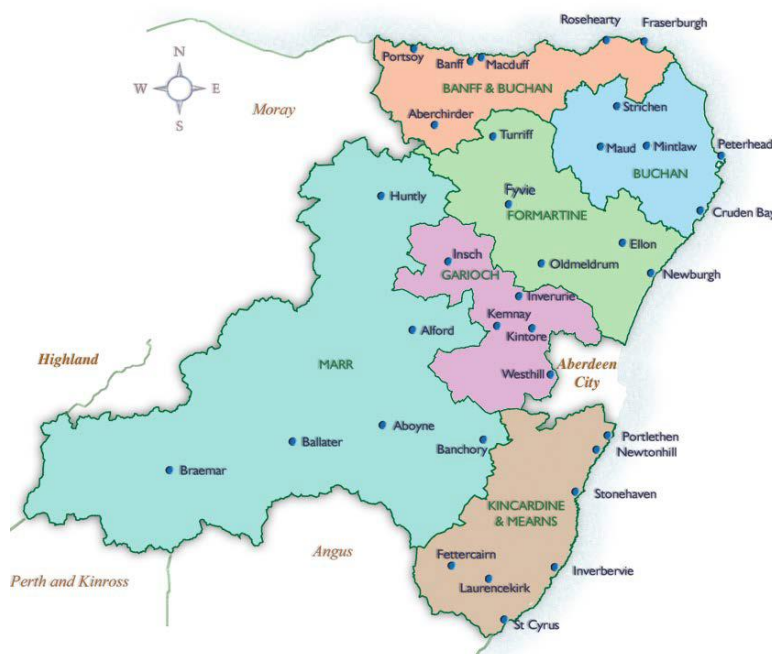 Rosehearty
Fraserburgh
Portsoy
Banff
Macduff
N
W
E
S
BANFF & BUCHAN
Moray
Aberchirder
Strichen
Turriff
Maud
Mintlaw
Peterhead
BUCHAN
Huntly
Fyvie
FORMARTINE
Cruden Bay
Ellon
Insch
Oldmeldrum
GARIOCH
Newburgh
Inverurie
Kemnay
Alford
Kintore
Highland
MARR
Westhill
Aberdeen
City
Aboyne
Ballater
Banchory
Portlethen
Newtonhill
Braemar
Stonehaven
KINCARDINE
& MEARNS
Angus
Fettercairn
Inverbervie
Perth and Kinross
Laurencekirk
St Cyrus